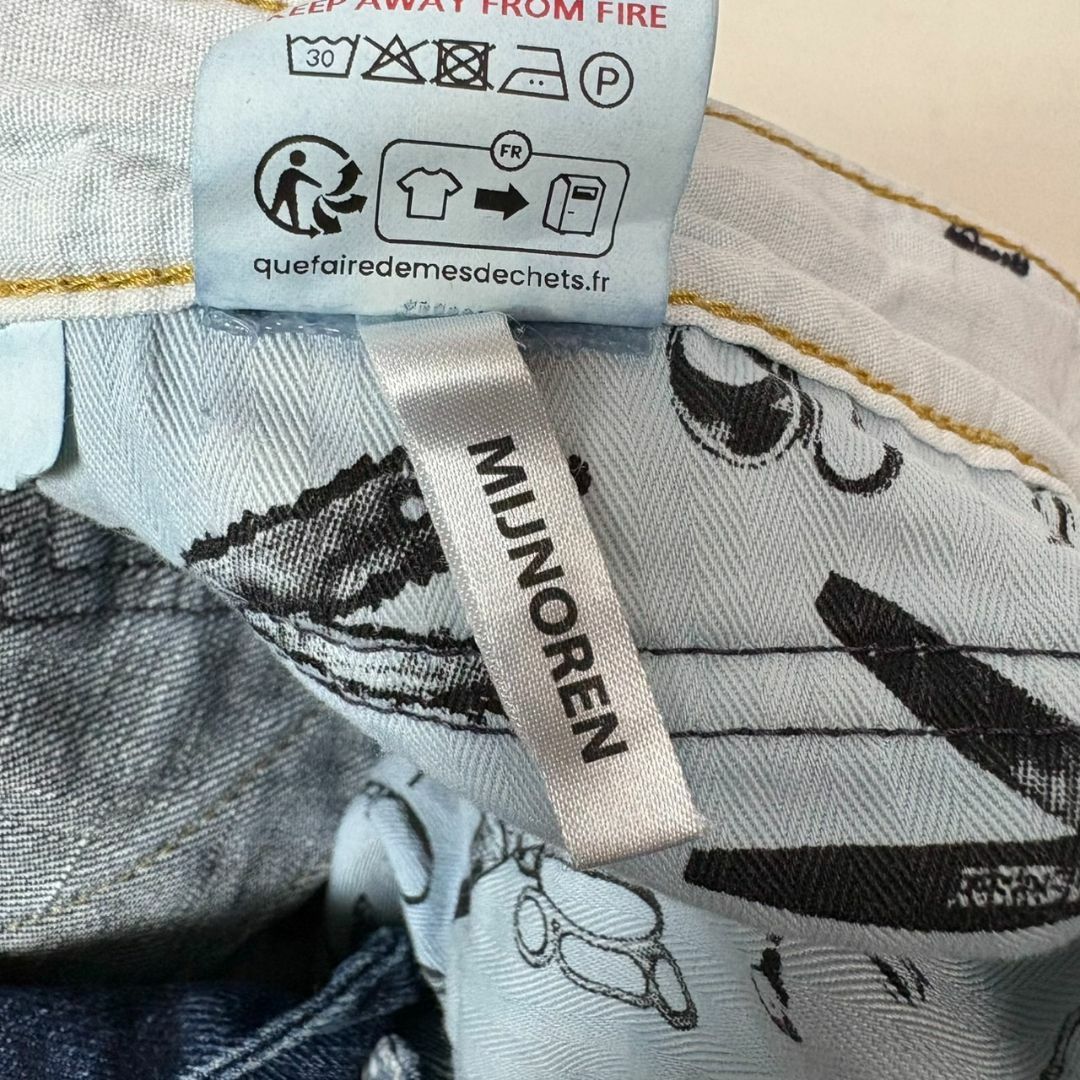 KEEP AWAY FROM FIRE
30
P
FR
quefairedemesdechets.fr
MIJNOREN